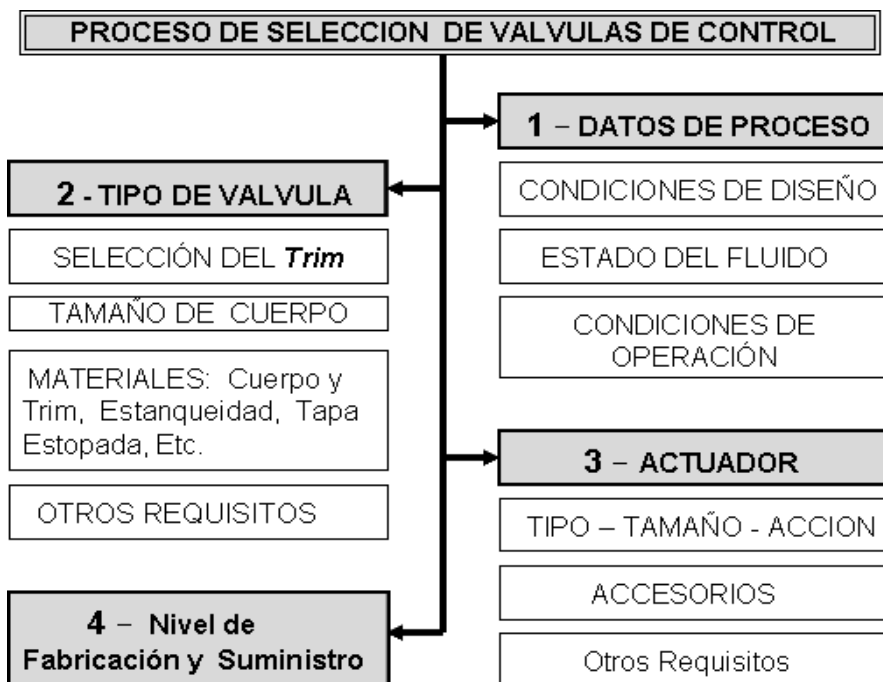 PROCESO DE SELECCION DE VALVULAS DE CONTROL
1 – DATOS DE PROCESO
CONDICIONES DE DISEÑO
ESTADO DEL FLUIDO
CONDICIONES DE
OPERACIÓN
2 - TIPO DE VALVULA
SELECCIÓN DEL Trim
TAMAÑO DE CUERPO
MATERIALES: Cuerpo y
Trim, Estanqueidad, Tapa
Estopada, Etc.
OTROS REQUISITOS
3 – ACTUADOR
TIPO – TAMAÑO - ACCION
ACCESORIOS
Otros Requisitos
4 – Nivel de
Fabricación y Suministro